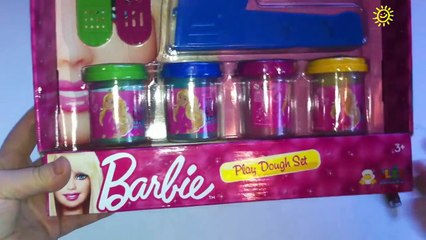 Barbie
Play Dough Set
3+